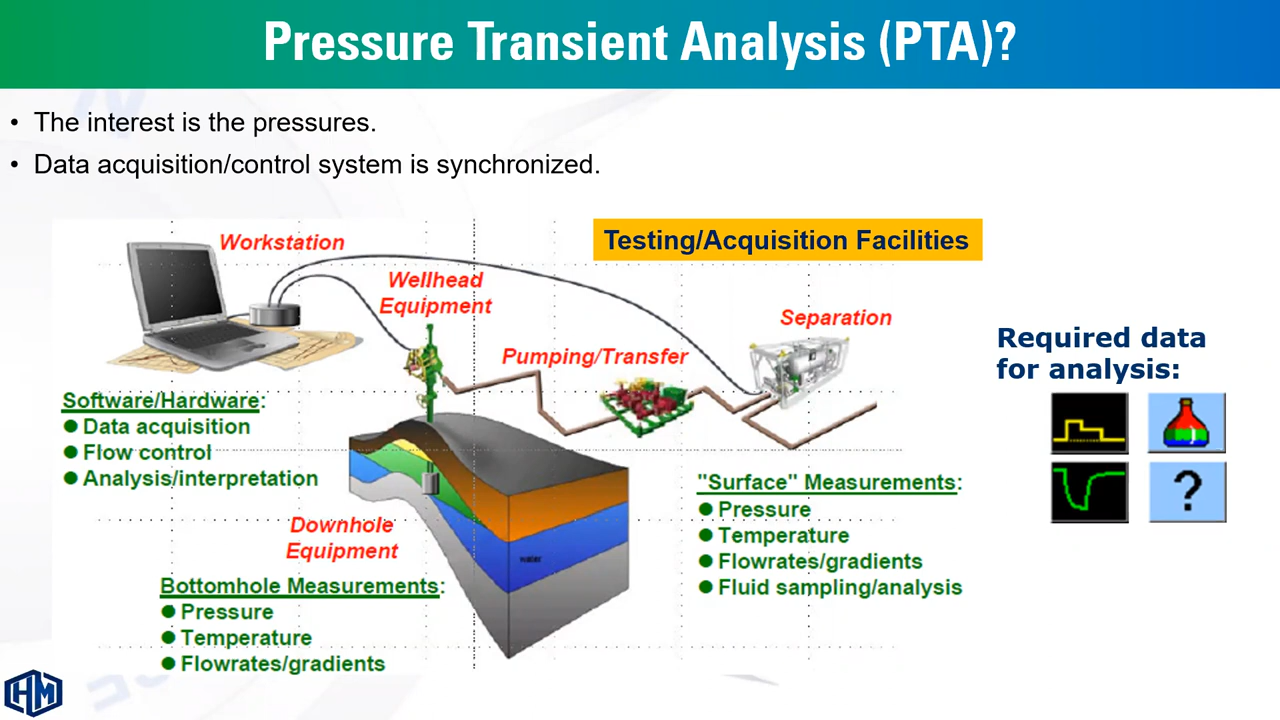 Pressure Transient Analysis (PTA)?
• The interest is the pressures.
• Data acquisition/control system is synchronized.
Testing/Acquisition Facilities
Workstation
Wellhead
Equipment
Separation
Pumping/Transfer
Required data
for analysis:
Software/Hardware:
● Data acquisition
● Flow control
● Analysis/interpretation
"Surface" Measurements:
● Pressure
● Temperature
● Flowrates/gradients
● Fluid sampling/analysis
?
Downhole
Equipment
water
Bottomhole Measurements:
● Pressure
● Temperature
● Flowrates/gradients
HM